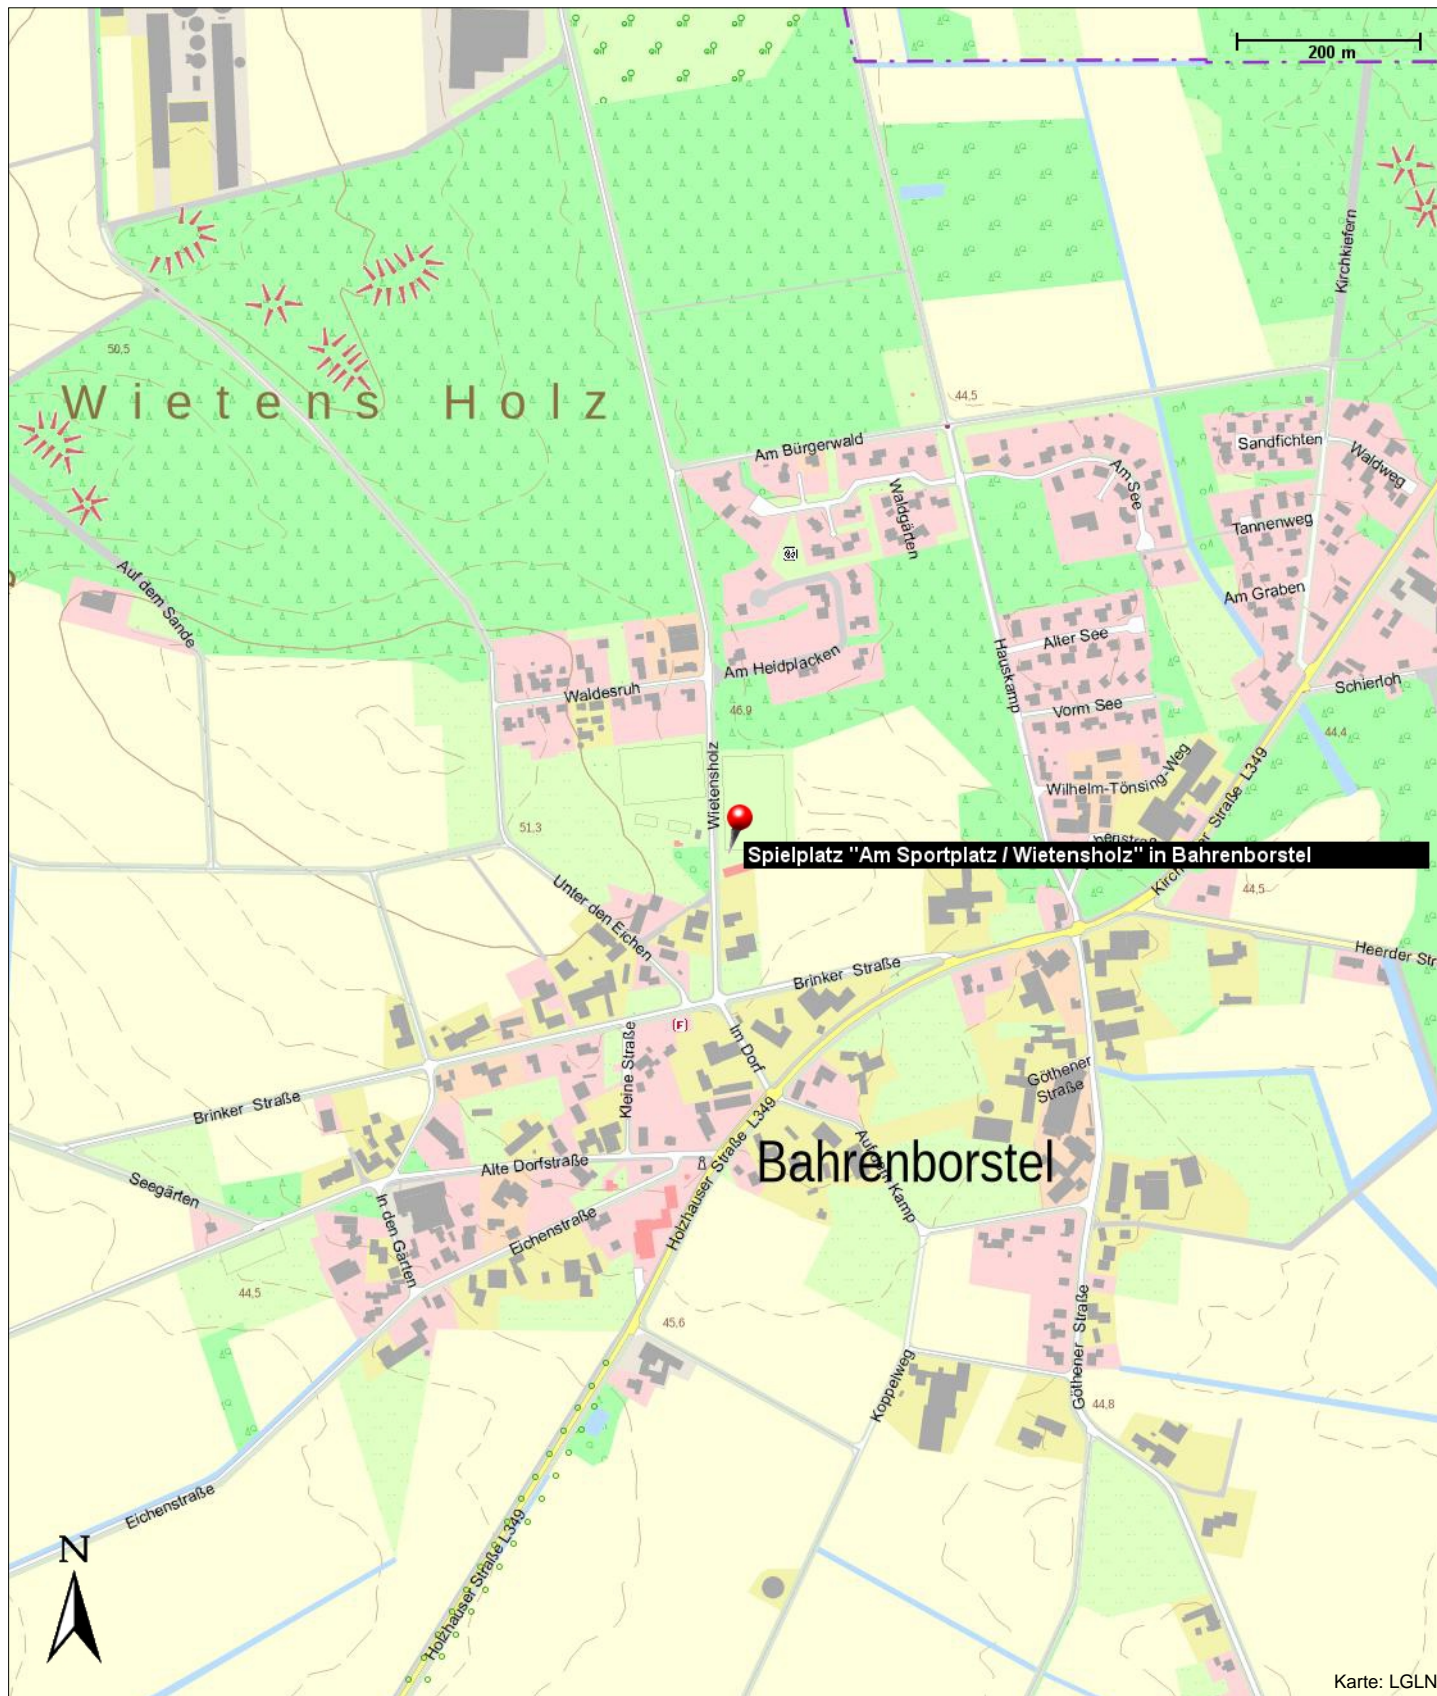 200 m
Kirchkiefern
50,5
Wietens Holz
44,5
Am Bürgerwald
Sandfichten
Waldweg
Am See
Waldgärten
Tannenweg
Auf dem Sande
Am Graben
Alter See
Hauskamp
Am Heidplacken
Waldesruh
Schierloh
46,9
Vorm See
44,4
Wietensholz
Wilhelm-Tönsing-Weg
Straße L349
51,3
Spielplatz "Am Sportplatz / Wietensholz" in Bahrenborstel
Unter den Eichen
44,5
Heerder Str
Brinker Straße
F
Im Dorf
Kleine Straße
Göthener
Straße
Brinker Straße
Holzhauser Straße L349
Bahrenborstel
Auf dem Kamp
Alte Dorfstraße
Seegärten
In den Gärten
Eichenstraße
44,5
45,6
Göthener Straße
Koppelweg
44,8
Eichenstraße
Holzhauser Straße L349
N
Karte: LGLN